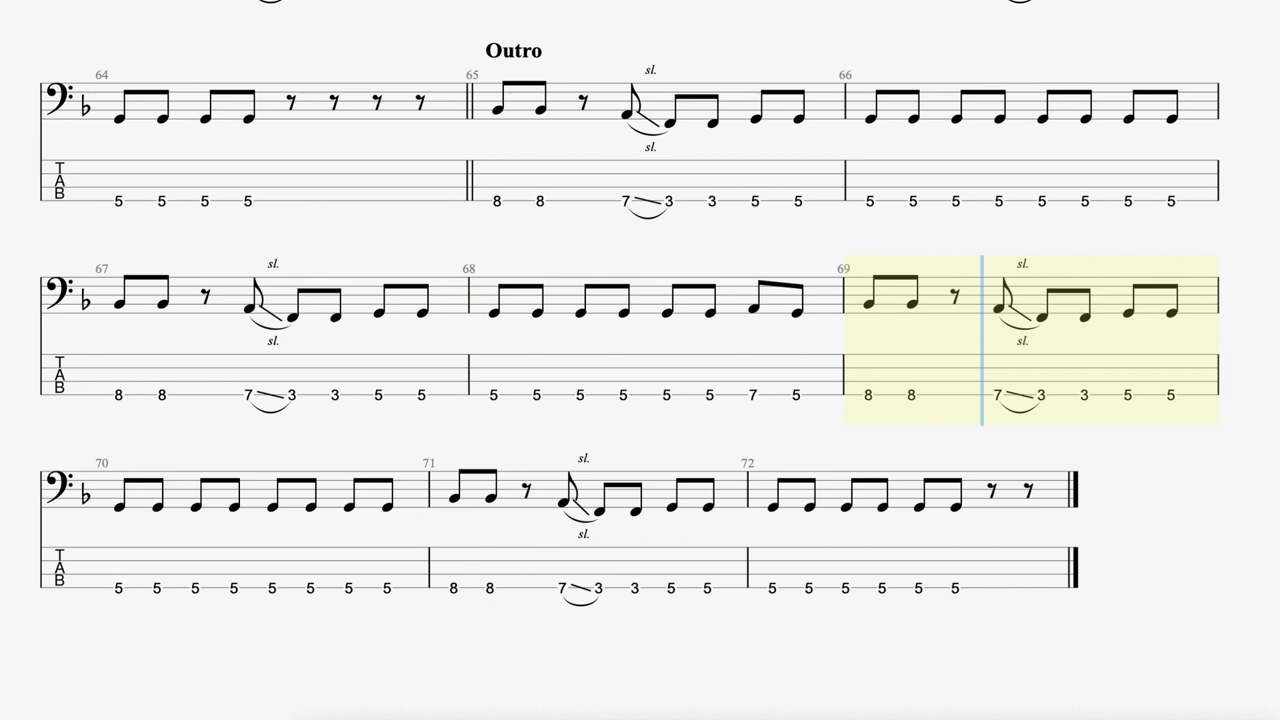 Outro
64 65 sl. 66
sl.
T
A
B
5 5 5 5 8 8 7 3 3 5 5 5 5 5 5 5 5 5 5
67 sl. 68 69 sl.
sl. sl.
T
A
B
8 8 7 3 3 5 5 5 5 5 5 5 5 7 5 8 8 7 3 3 5 5
70 71 sl. 72
sl.
T
A
B
5 5 5 5 5 5 5 5 8 8 7 3 3 5 5 5 5 5 5 5 5